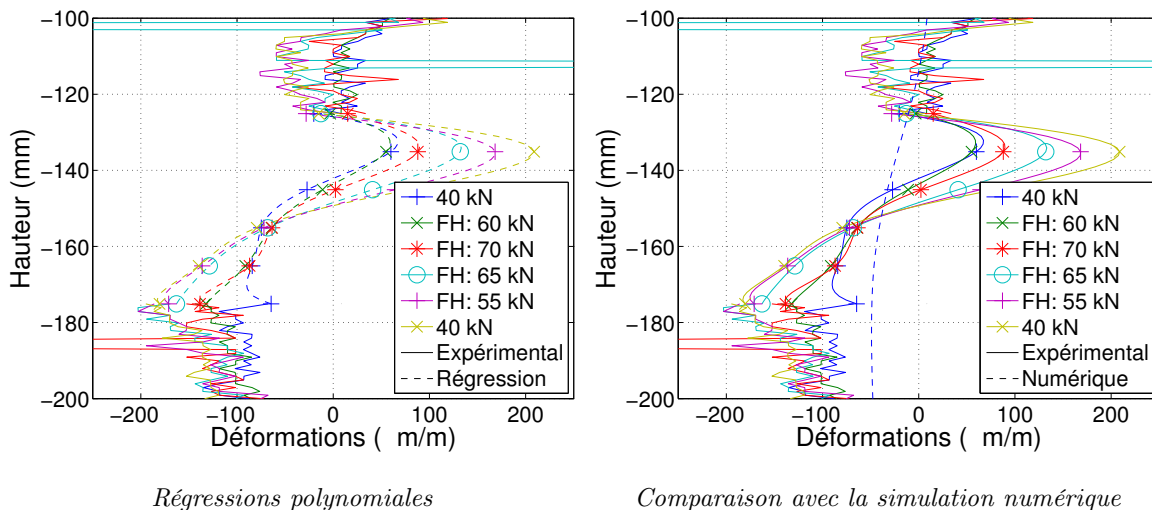 −100
−120
−140
−160
−180
−200
Hauteur (mm)
−200 −100 0 100 200
Déformations ( m/m)
40 kN
FH: 60 kN
FH: 70 kN
FH: 65 kN
FH: 55 kN
40 kN
Expérimental
Régression
Régressions polynomiales
−100
−120
−140
−160
−180
−200
Hauteur (mm)
−200 −100 0 100 200
Déformations ( m/m)
40 kN
FH: 60 kN
FH: 70 kN
FH: 65 kN
FH: 55 kN
40 kN
Expérimental
Numérique
Comparaison avec la simulation numérique